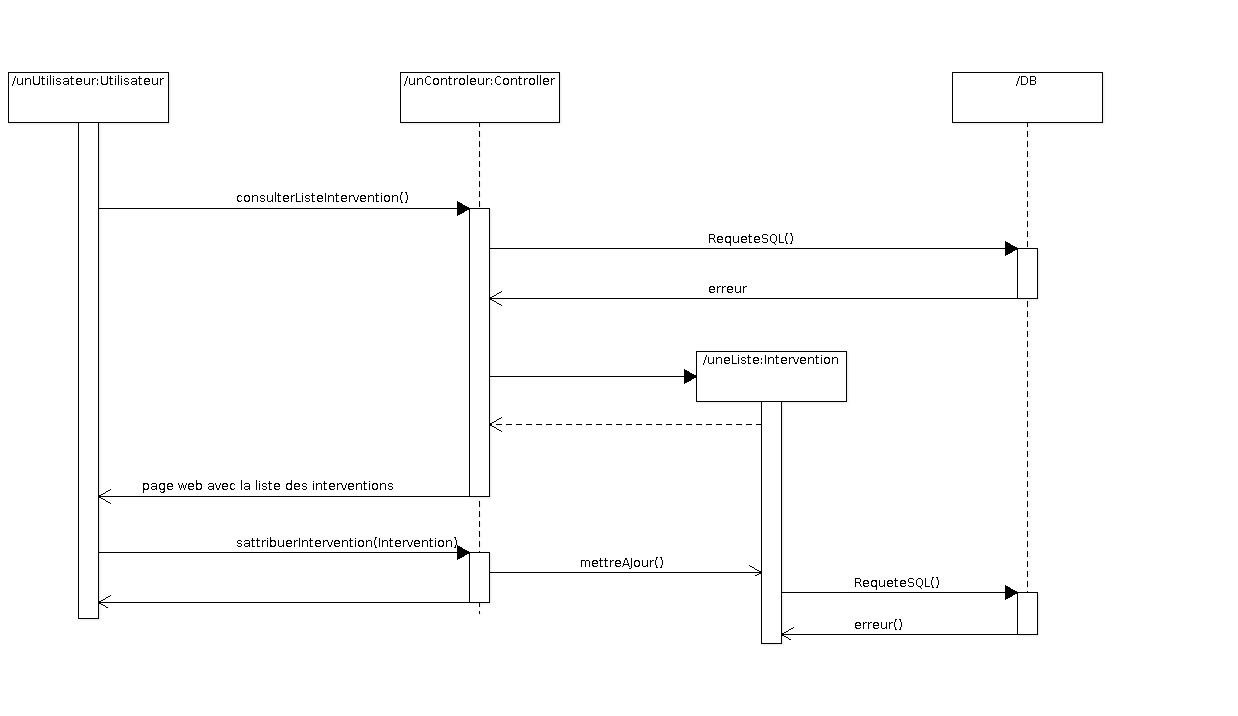 /unUtilisateur:Utilisateur
/unControleur:Controller
/DB
consulterListeIntervention()
RequeteSQL()
erreur
/uneListe:Intervention
page web avec la liste des interventions
sattribuerIntervention(Intervention)
mettreAJour()
RequeteSQL()
erreur()